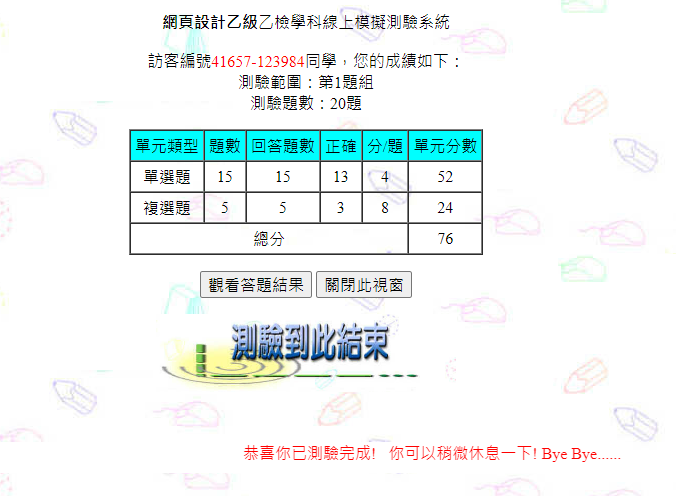 網頁設計乙級乙檢學科線上模擬測驗系統
訪客編號41657-123984同學，您的成績如下：
測驗範圍：第1題組
測驗題數：20題
單元類型 題數 回答題數 正確 分/題 單元分數
單選題 15 15 13 4 52
複選題 5 5 3 8 24
總分 76
觀看答題結果 關閉此視窗
測驗到此結束
恭喜你已測驗完成! 你可以稍微休息一下! Bye Bye......